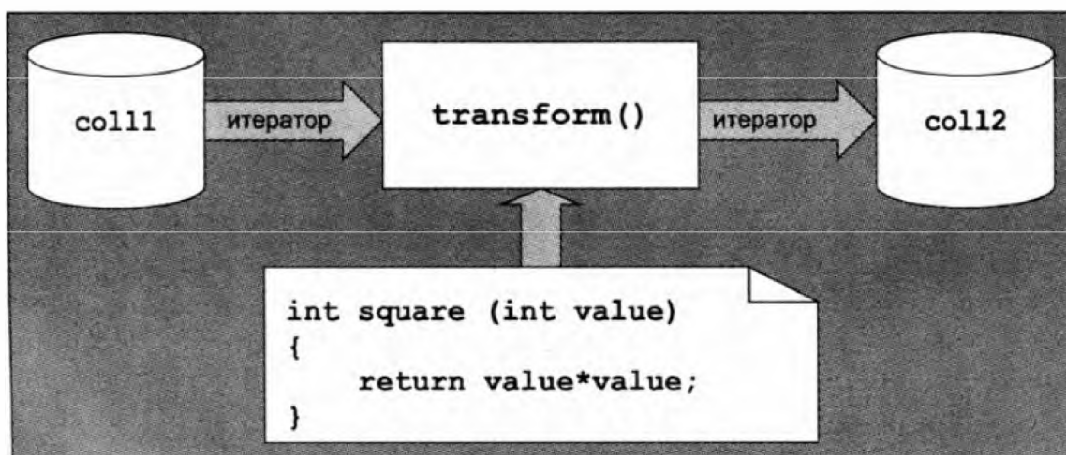 coll1
итератор
transform()
итератор
coll2
int square (int value)
{
return value*value;
}